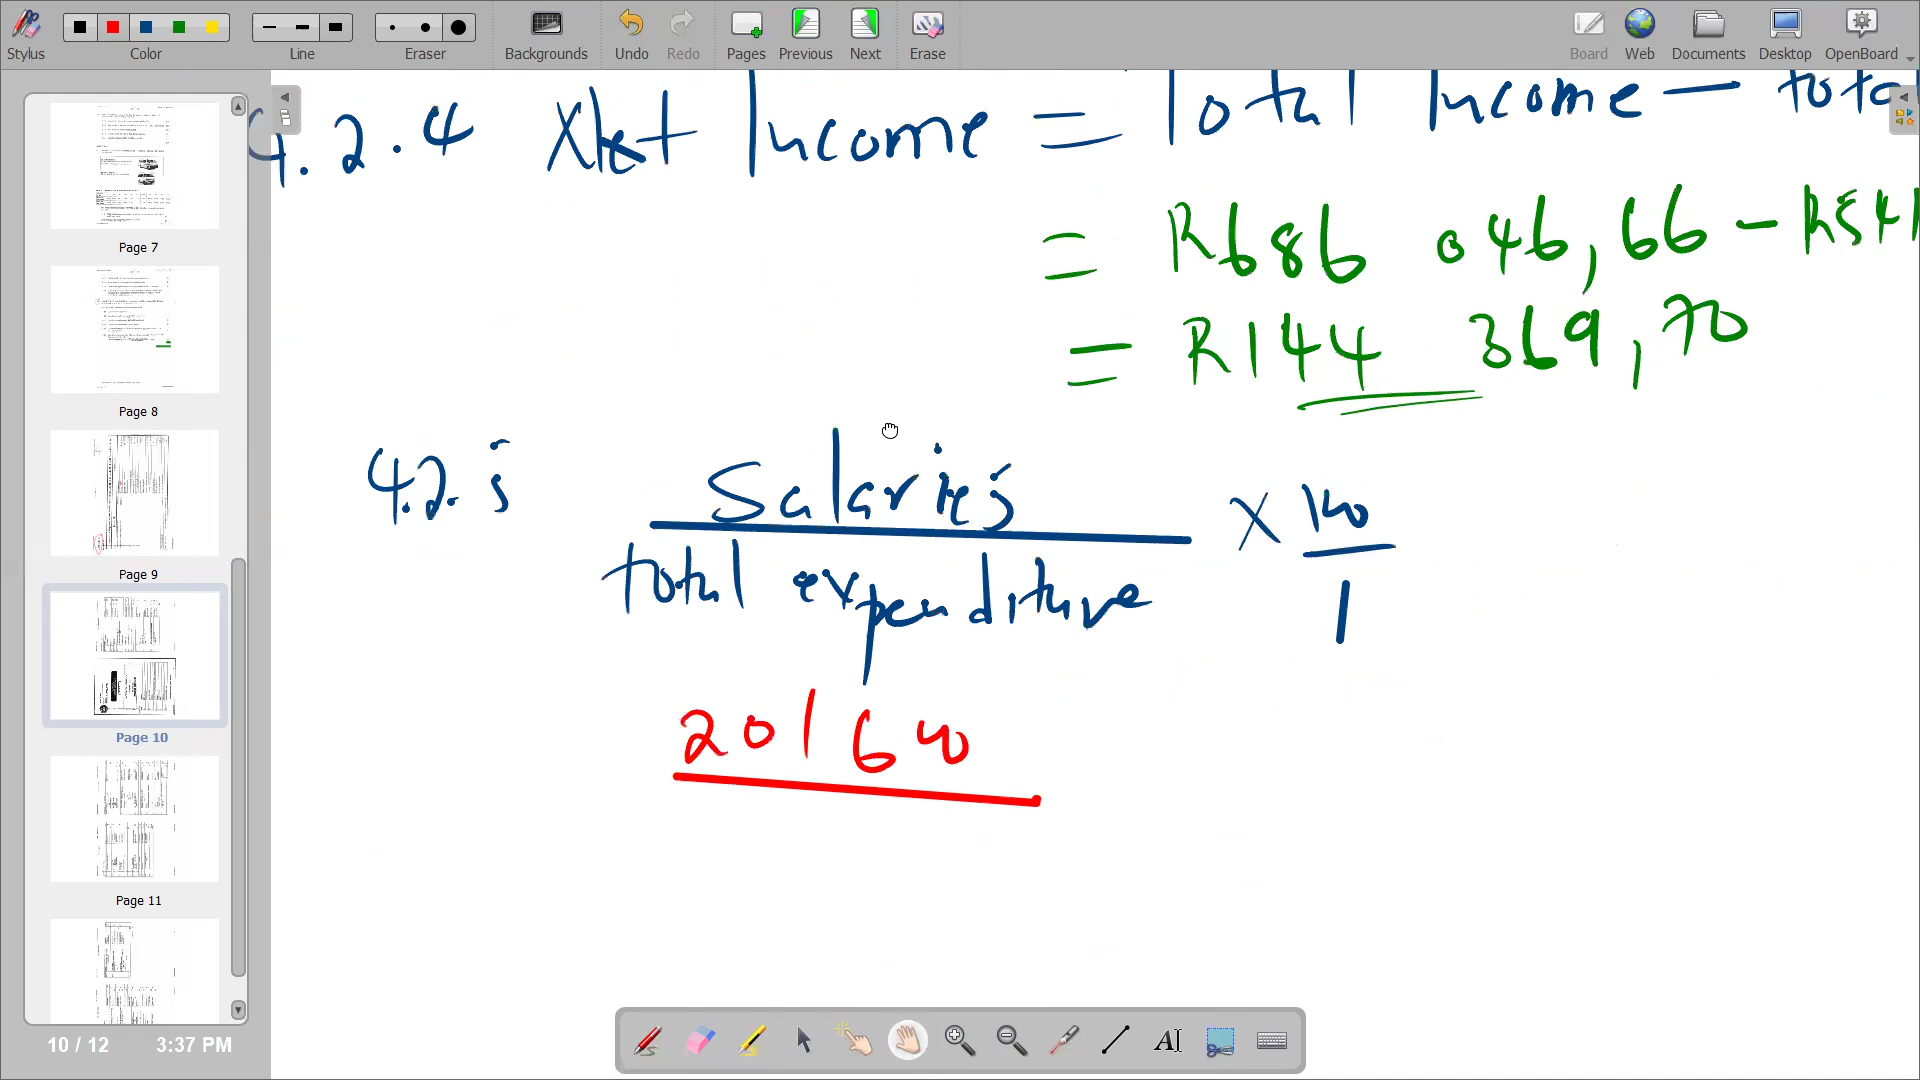 Stylus Color Line Eraser Backgrounds Undo Redo Pages Previous Next Erase Board Web Documents Desktop OpenBoard
Page 7
Page 8
Page 9
Page 10
Page 11
10 / 12 3:37 PM
4.2.4 Net Income = Total Income — total
= R686 046,66 - R541
= R144 369,70
4.2.5 Salaries × 100
total expenditure 1
201600